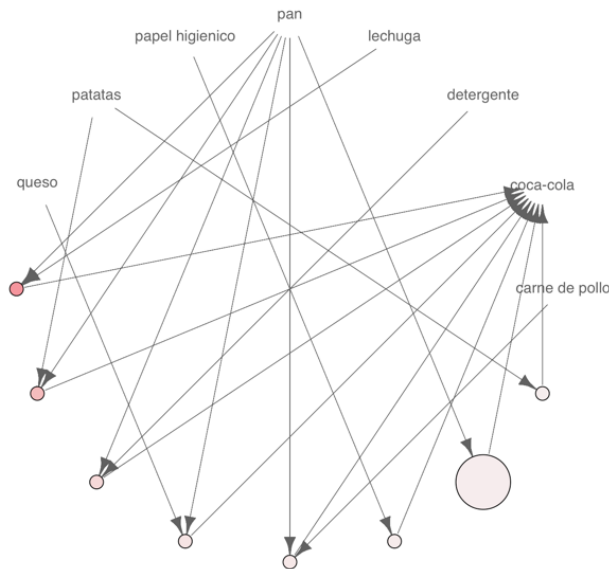 pan
papel higienico
lechuga
patatas
detergente
queso
coca-cola
carne de pollo